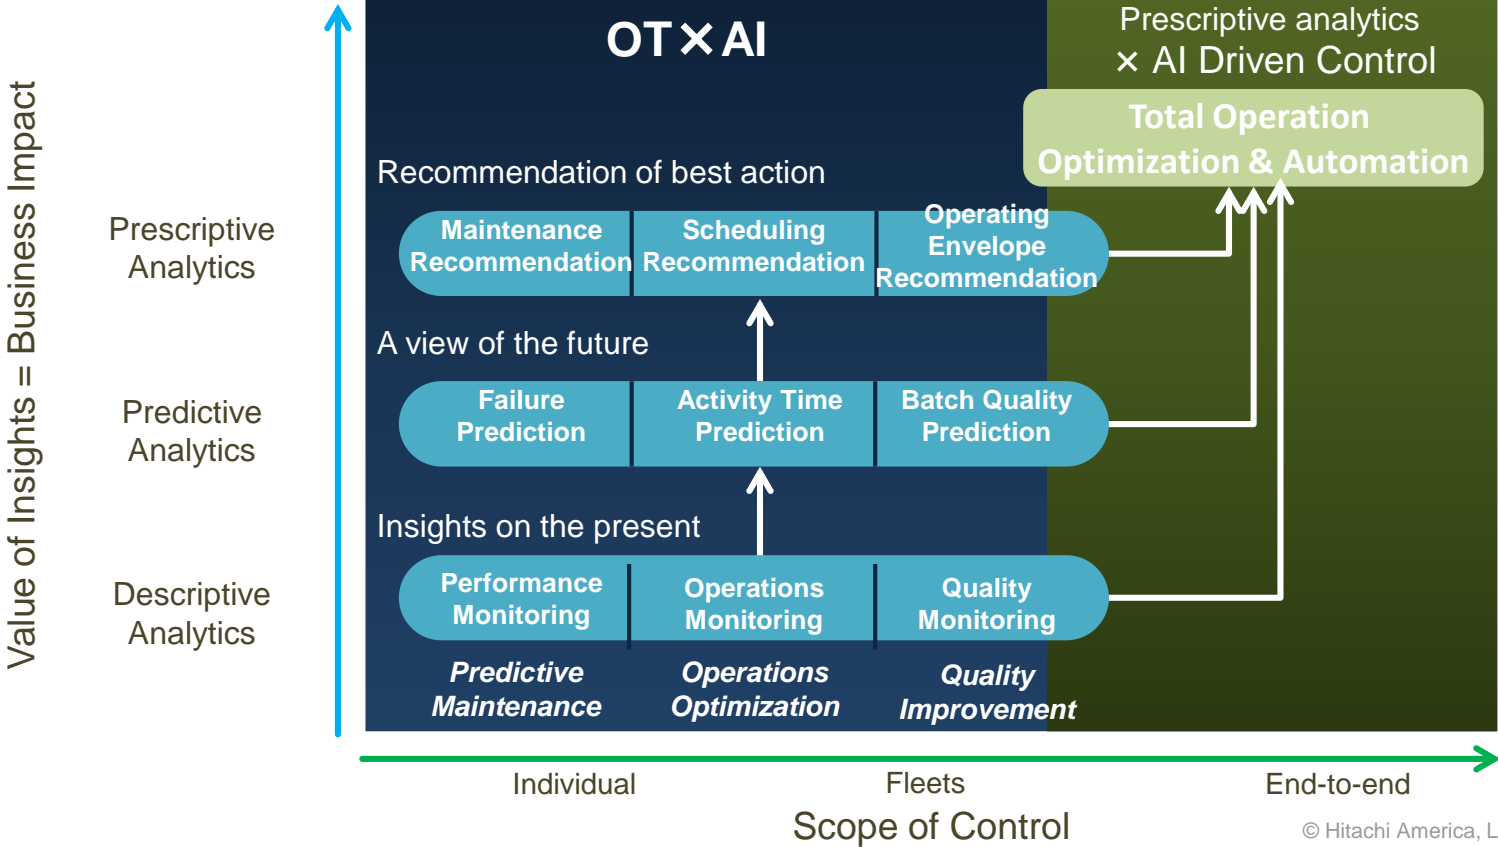 OT×AI
Prescriptive analytics
× AI Driven Control
Total Operation
Optimization & Automation
Value of Insights = Business Impact
Recommendation of best action
Prescriptive
Analytics
Maintenance
Recommendation
Scheduling
Recommendation
Operating
Envelope
Recommendation
A view of the future
Predictive
Analytics
Failure
Prediction
Activity Time
Prediction
Batch Quality
Prediction
Insights on the present
Descriptive
Analytics
Performance
Monitoring
Operations
Monitoring
Quality
Monitoring
Predictive
Maintenance
Operations
Optimization
Quality
Improvement
Individual
Fleets
End-to-end
Scope of Control
© Hitachi America, L